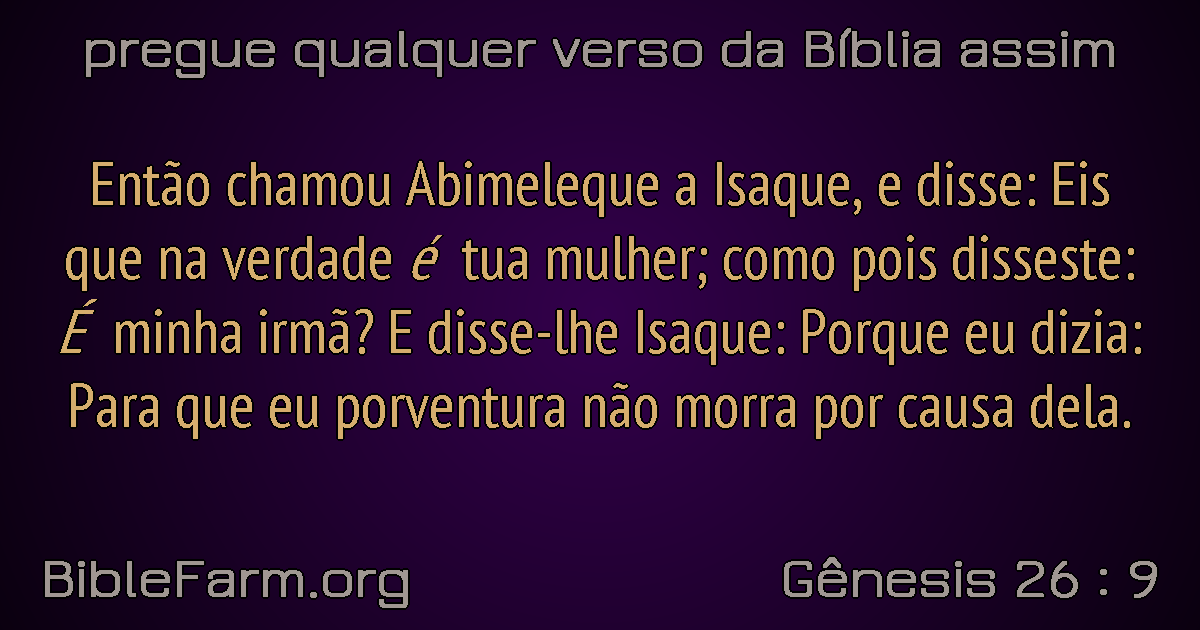 pregue qualquer verso da Bíblia assim
Então chamou Abimeleque a Isaque, e disse: Eis
que na verdade é tua mulher; como pois disseste:
É minha irmã? E disse-lhe Isaque: Porque eu dizia:
Para que eu porventura não morra por causa dela.
BibleFarm.org
Gênesis 26 : 9